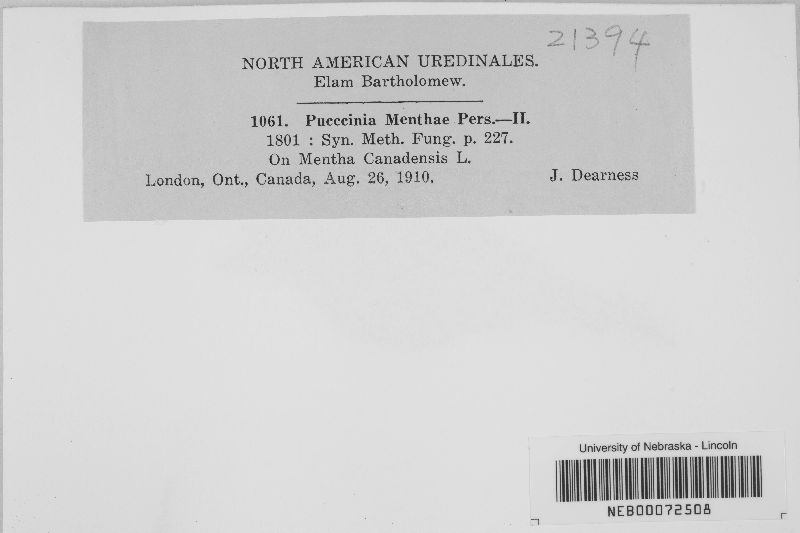 21394
NORTH AMERICAN UREDINALES.
Elam Bartholomew.
1061. Pucccinia Menthae Pers.—II.
1801 : Syn. Meth. Fung. p. 227.
On Mentha Canadensis L.
London, Ont., Canada, Aug. 26, 1910. J. Dearness
University of Nebraska - Lincoln
NEB00072508